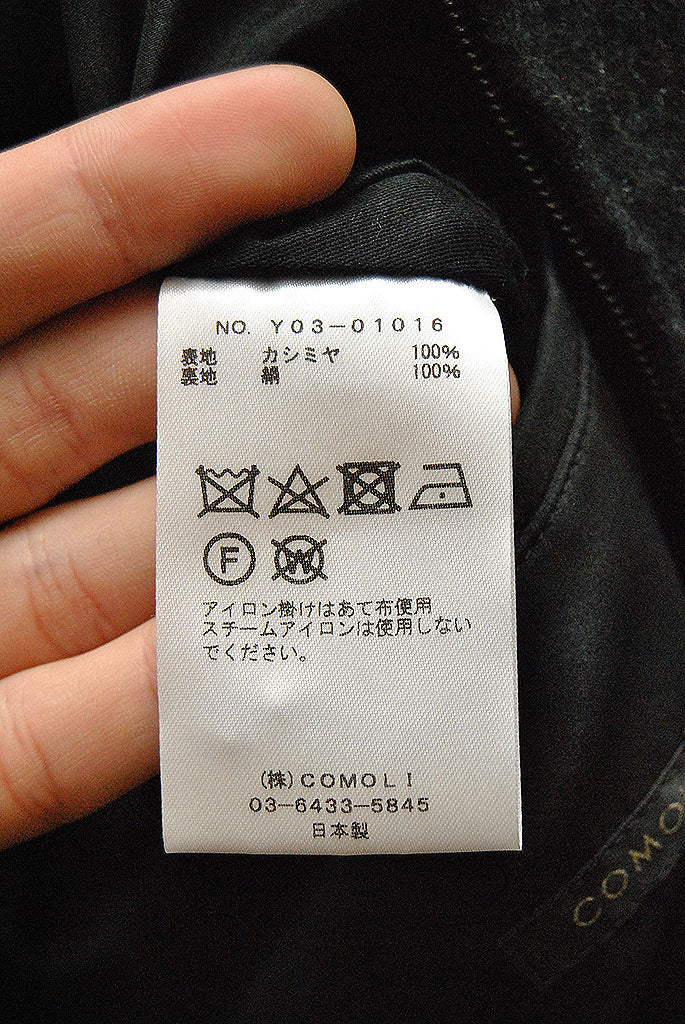 NO. Y03-01016
表地 カシミヤ 100%
裏地 絹 100%
F
W
アイロン掛けはあて布使用
スチームアイロンは使用しない
でください。
(株)COMOLI
03-6433-5845
日本製
COMO